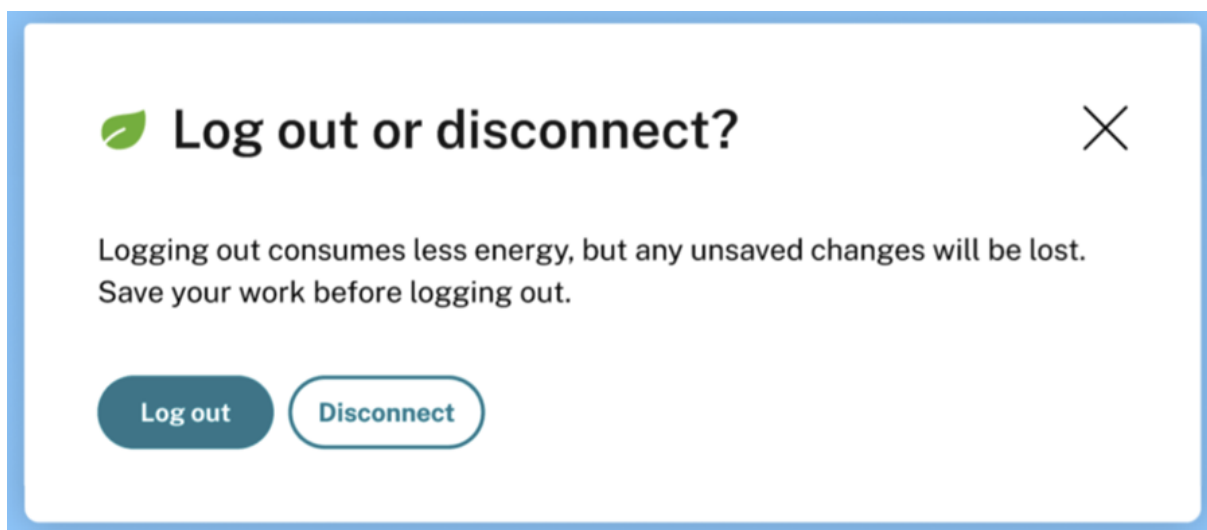 Log out or disconnect?
Logging out consumes less energy, but any unsaved changes will be lost.
Save your work before logging out.
Log out
Disconnect